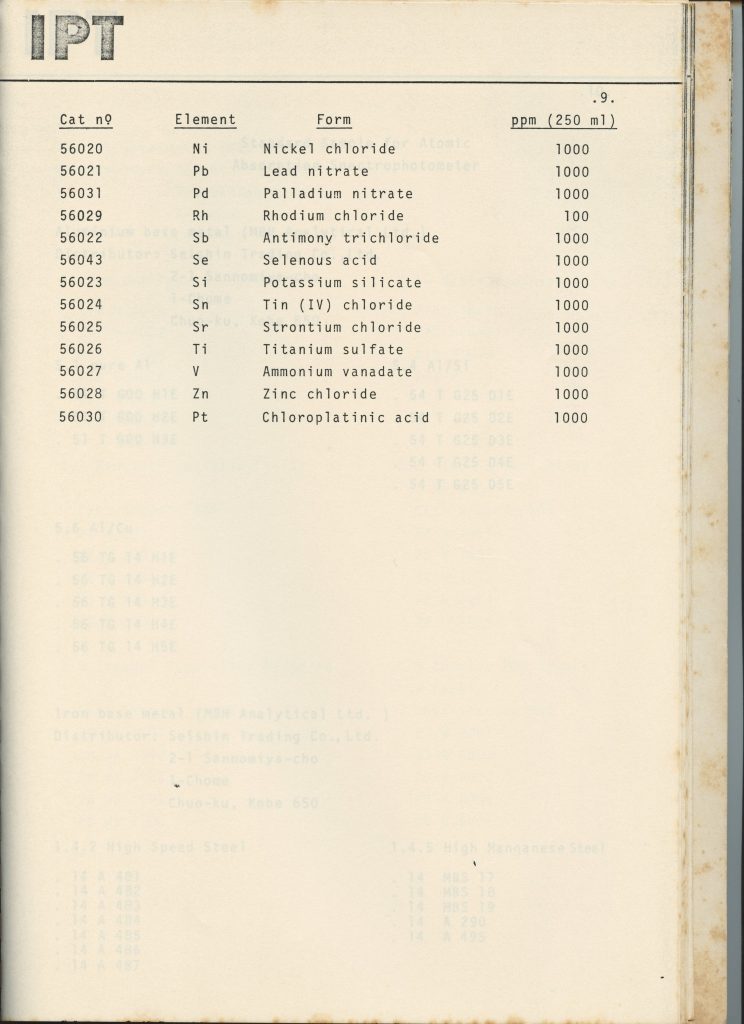 IPT
.9.
Cat nº Element Form ppm (250 ml)
56020 Ni Nickel chloride 1000
56021 Pb Lead nitrate 1000
56031 Pd Palladium nitrate 1000
56029 Rh Rhodium chloride 100
56022 Sb Antimony trichloride 1000
56043 Se Selenous acid 1000
56023 Si Potassium silicate 1000
56024 Sn Tin (IV) chloride 1000
56025 Sr Strontium chloride 1000
56026 Ti Titanium sulfate 1000
56027 V Ammonium vanadate 1000
56028 Zn Zinc chloride 1000
56030 Pt Chloroplatinic acid 1000